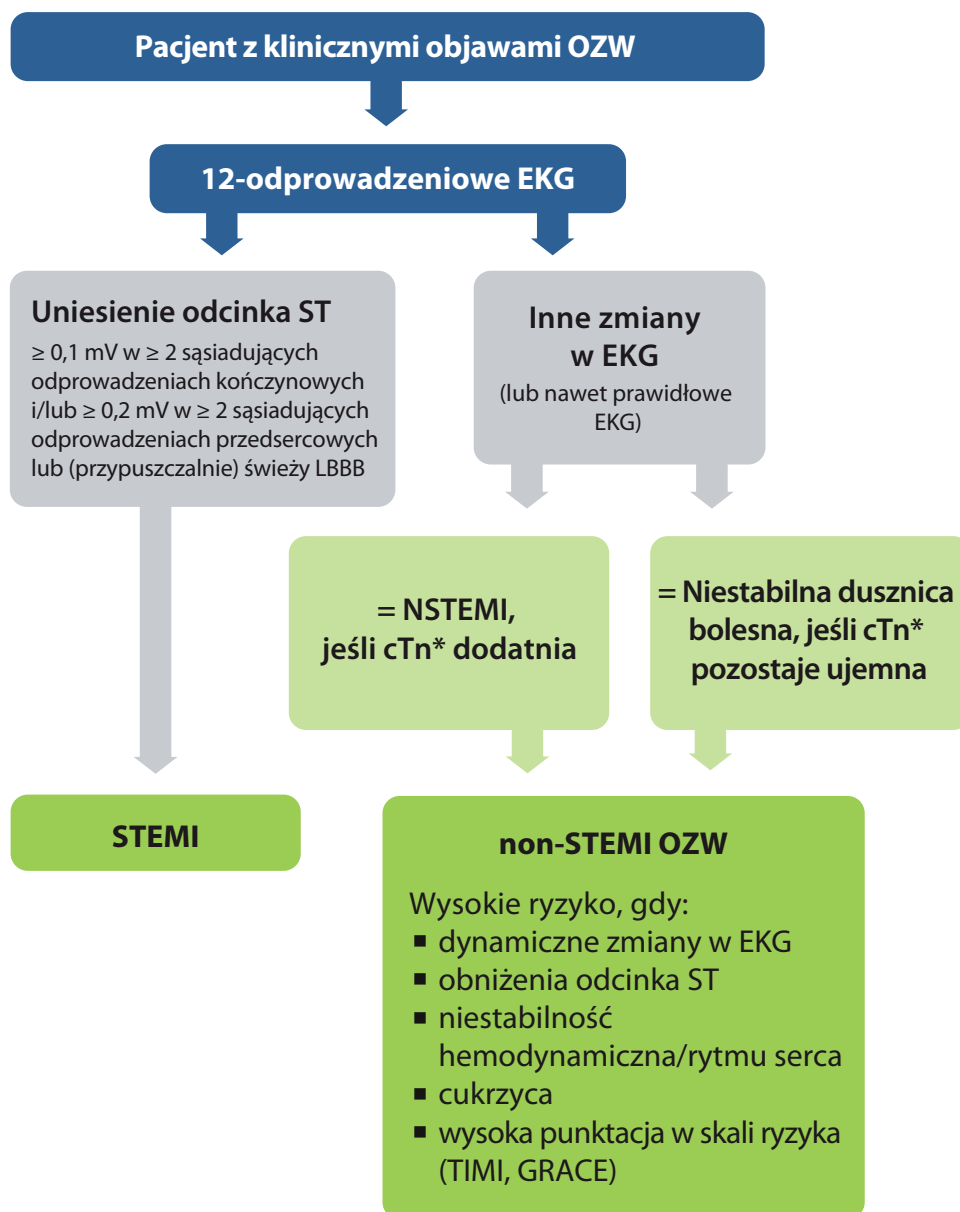 Pacjent z klinicznymi objawami OZW
12-odprowadzeniowe EKG
Uniesienie odcinka ST
≥ 0,1 mV w ≥ 2 sąsiadujących
odprowadzeniach kończynowych
i/lub ≥ 0,2 mV w ≥ 2 sąsiadujących
odprowadzeniach przedsercowych
lub (przypuszczalnie) świeży LBBB
Inne zmiany
w EKG
(lub nawet prawidłowe
EKG)
= NSTEMI,
jeśli cTn* dodatnia
= Niestabilna dusznica
bolesna, jeśli cTn*
pozostaje ujemna
STEMI
non-STEMI OZW
Wysokie ryzyko, gdy:
▪ dynamiczne zmiany w EKG
▪ obniżenia odcinka ST
▪ niestabilność
hemodynamiczna/rytmu serca
▪ cukrzyca
▪ wysoka punktacja w skali ryzyka
(TIMI, GRACE)